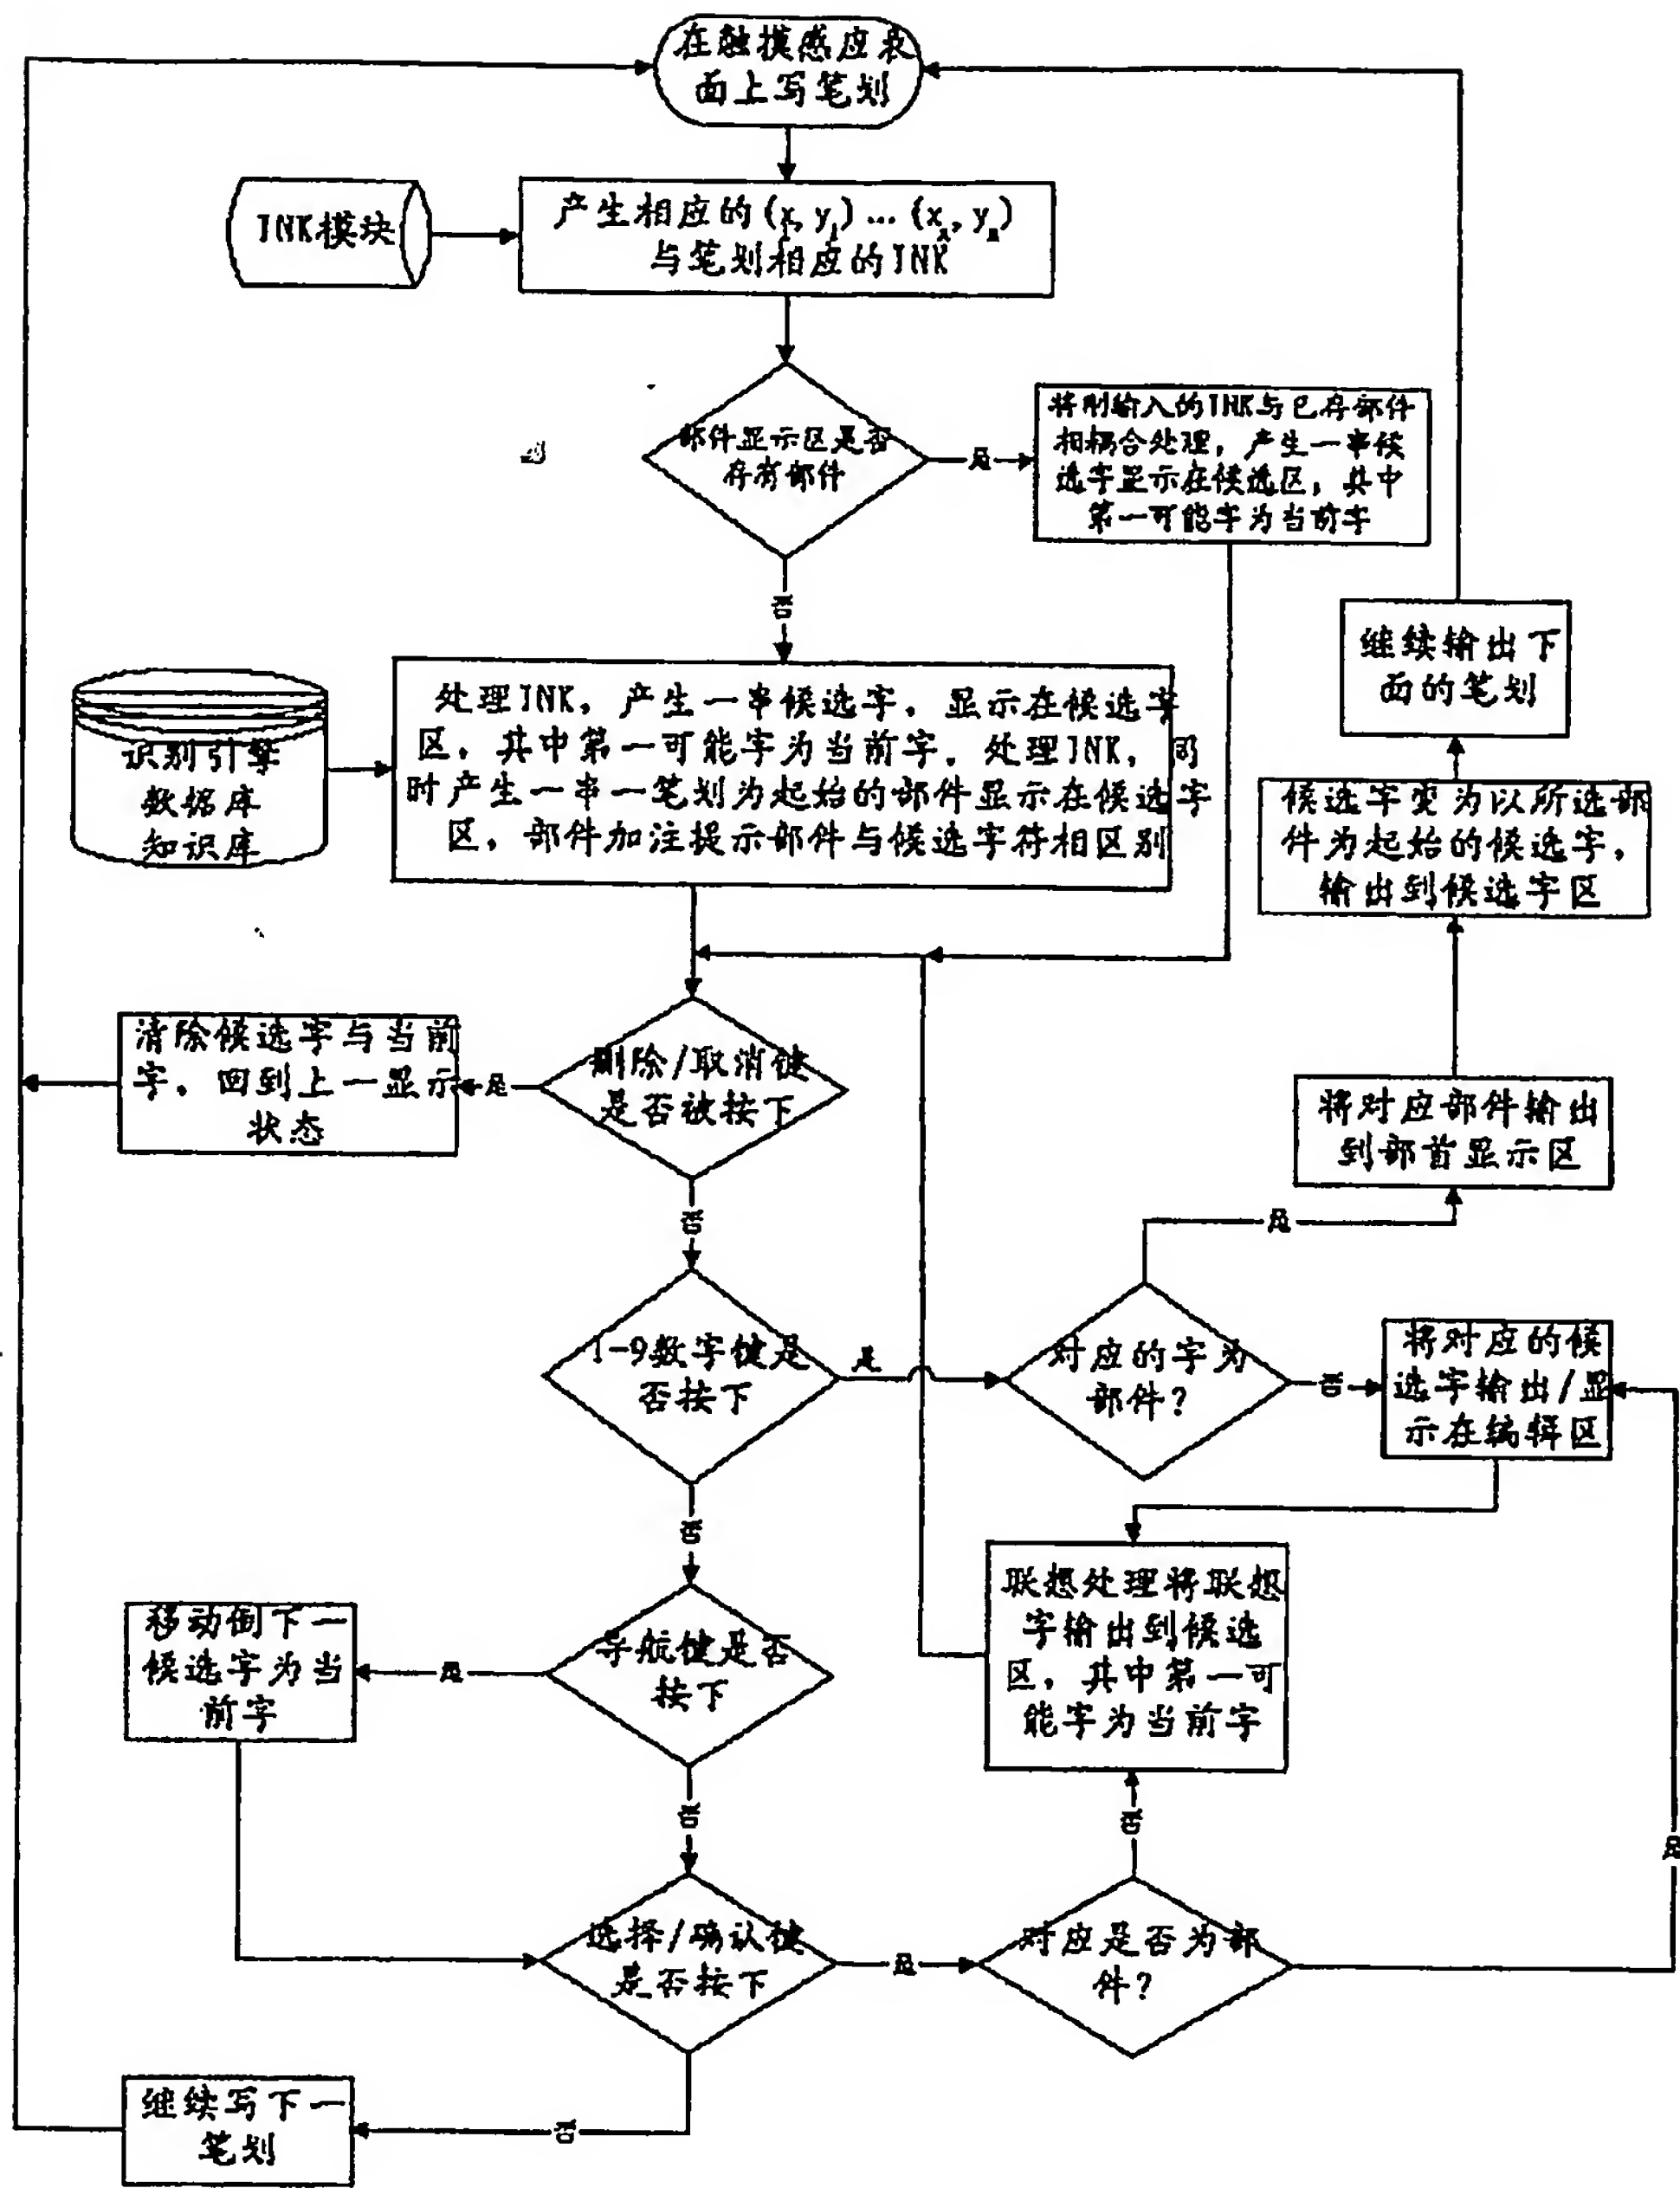 在触摸感应表
面上写笔划
INK模块
产生相应的(x₁, y₁)…(xₙ, yₙ)
与笔划相应的INK
部件显示区是否
存有部件
是
将刚输入的INK与已存部件
相耦合处理，产生一串候
选字显示在候选区，其中
第一可能字为当前字
否
继续输出下
面的笔划
识别引擎
数据库
知识库
处理INK，产生一串候选字，显示在候选字
区，其中第一可能字为当前字。处理INK，同
时产生一串一笔划为起始的部件显示在候选字
区，部件加注提示部件与候选字符相区别
候选字变为以所选部
件为起始的候选字，
输出到候选字区
清除候选字与当前
字，回到上一显示
状态
是
删除/取消键
是否被按下
将对应部件输出
到部首显示区
否
是
1-9数字键是
否按下
是
对应的字为
部件?
否
将对应的候
选字输出/显
示在编辑区
否
移动倒下一
候选字为当
前字
是
导航键是否
按下
联想处理将联想
字输出到候选
区，其中第一可
能字为当前字
否
否
是
选择/确认键
是否按下
是
对应是否为部
件?
继续写下一
笔划
否